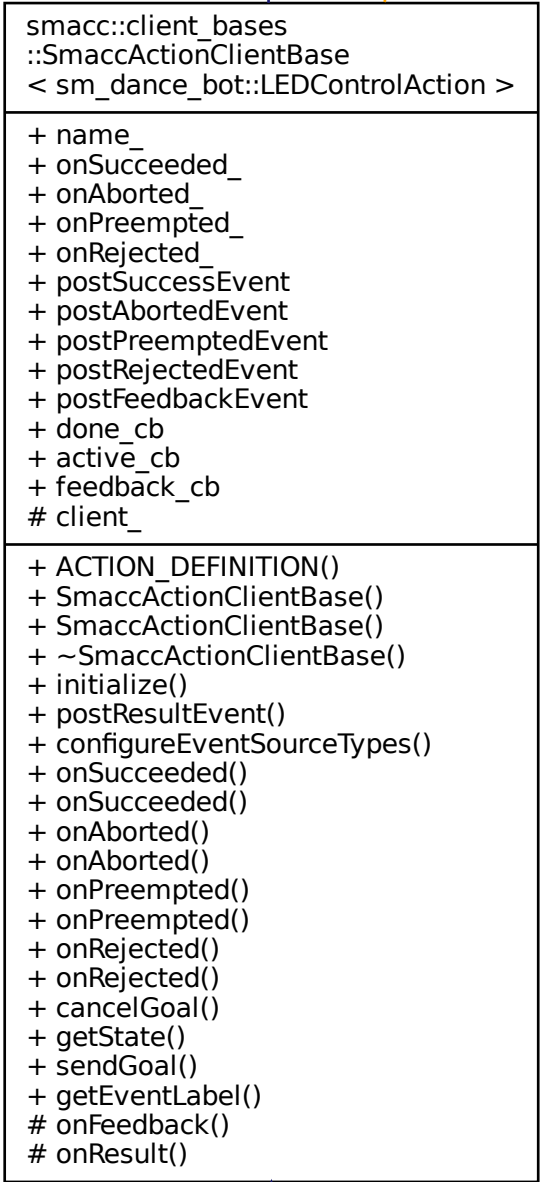 smacc::client_bases
::SmaccActionClientBase
< sm_dance_bot::LEDControlAction >
+ name_
+ onSucceeded_
+ onAborted_
+ onPreempted_
+ onRejected_
+ postSuccessEvent
+ postAbortedEvent
+ postPreemptedEvent
+ postRejectedEvent
+ postFeedbackEvent
+ done_cb
+ active_cb
+ feedback_cb
# client_
+ ACTION_DEFINITION()
+ SmaccActionClientBase()
+ SmaccActionClientBase()
+ ~SmaccActionClientBase()
+ initialize()
+ postResultEvent()
+ configureEventSourceTypes()
+ onSucceeded()
+ onSucceeded()
+ onAborted()
+ onAborted()
+ onPreempted()
+ onPreempted()
+ onRejected()
+ onRejected()
+ cancelGoal()
+ getState()
+ sendGoal()
+ getEventLabel()
# onFeedback()
# onResult()